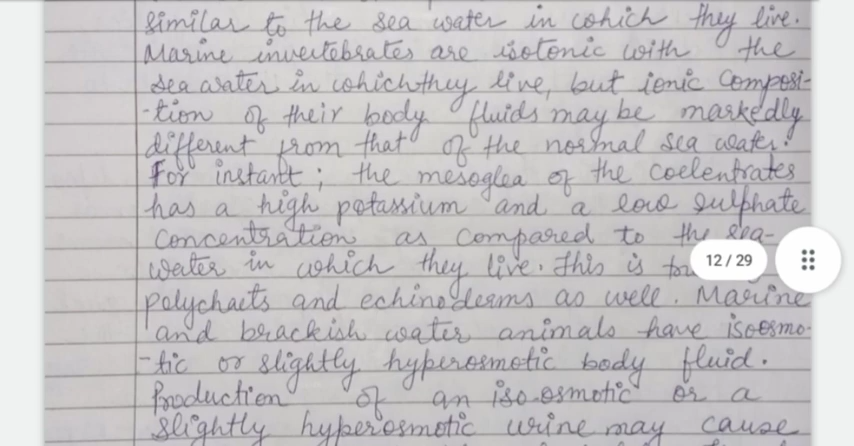 similar to the sea water in which they live.
Marine invertebrates are isotonic with the
sea water in which they live, but ionic composi-
-tion of their body fluids may be markedly
different from that of the normal sea water.
For instant; the mesoglea of the coelentrates
has a high potassium and a low sulphate
concentration as compared to the sea-
water in which they live. This is
12 / 29
polychaets and echinoderms as well. Marine
and brackish water animals have isoosmo-
-tic or slightly hyperosmotic body fluid.
Production of an iso-osmotic or a
slightly hyperosmotic urine may cause